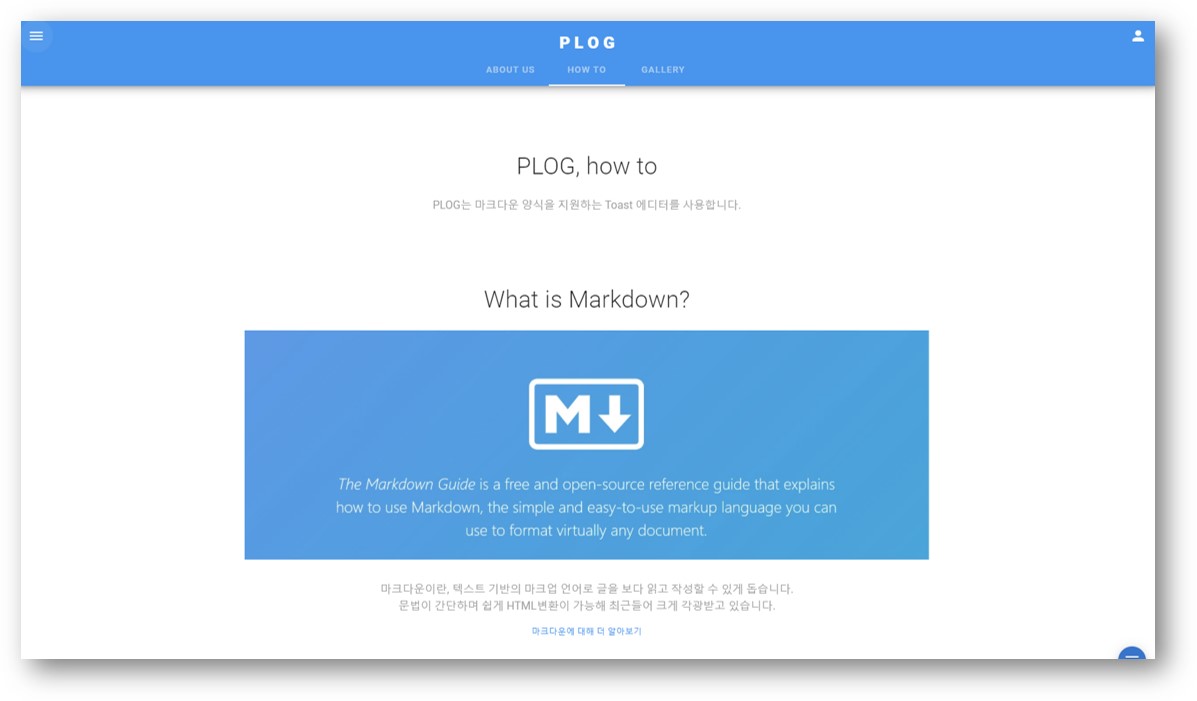 PLOG
ABOUT US HOW TO GALLERY
PLOG, how to
PLOG는 마크다운 양식을 지원하는 Toast 에디터를 사용합니다.
What is Markdown?
M
The Markdown Guide is a free and open-source reference guide that explains
how to use Markdown, the simple and easy-to-use markup language you can
use to format virtually any document.
마크다운이란, 텍스트 기반의 마크업 언어로 글을 보다 읽고 작성할 수 있게 돕습니다.
문법이 간단하며 쉽게 HTML변환이 가능해 최근들어 크게 각광받고 있습니다.
마크다운에 대해 더 알아보기